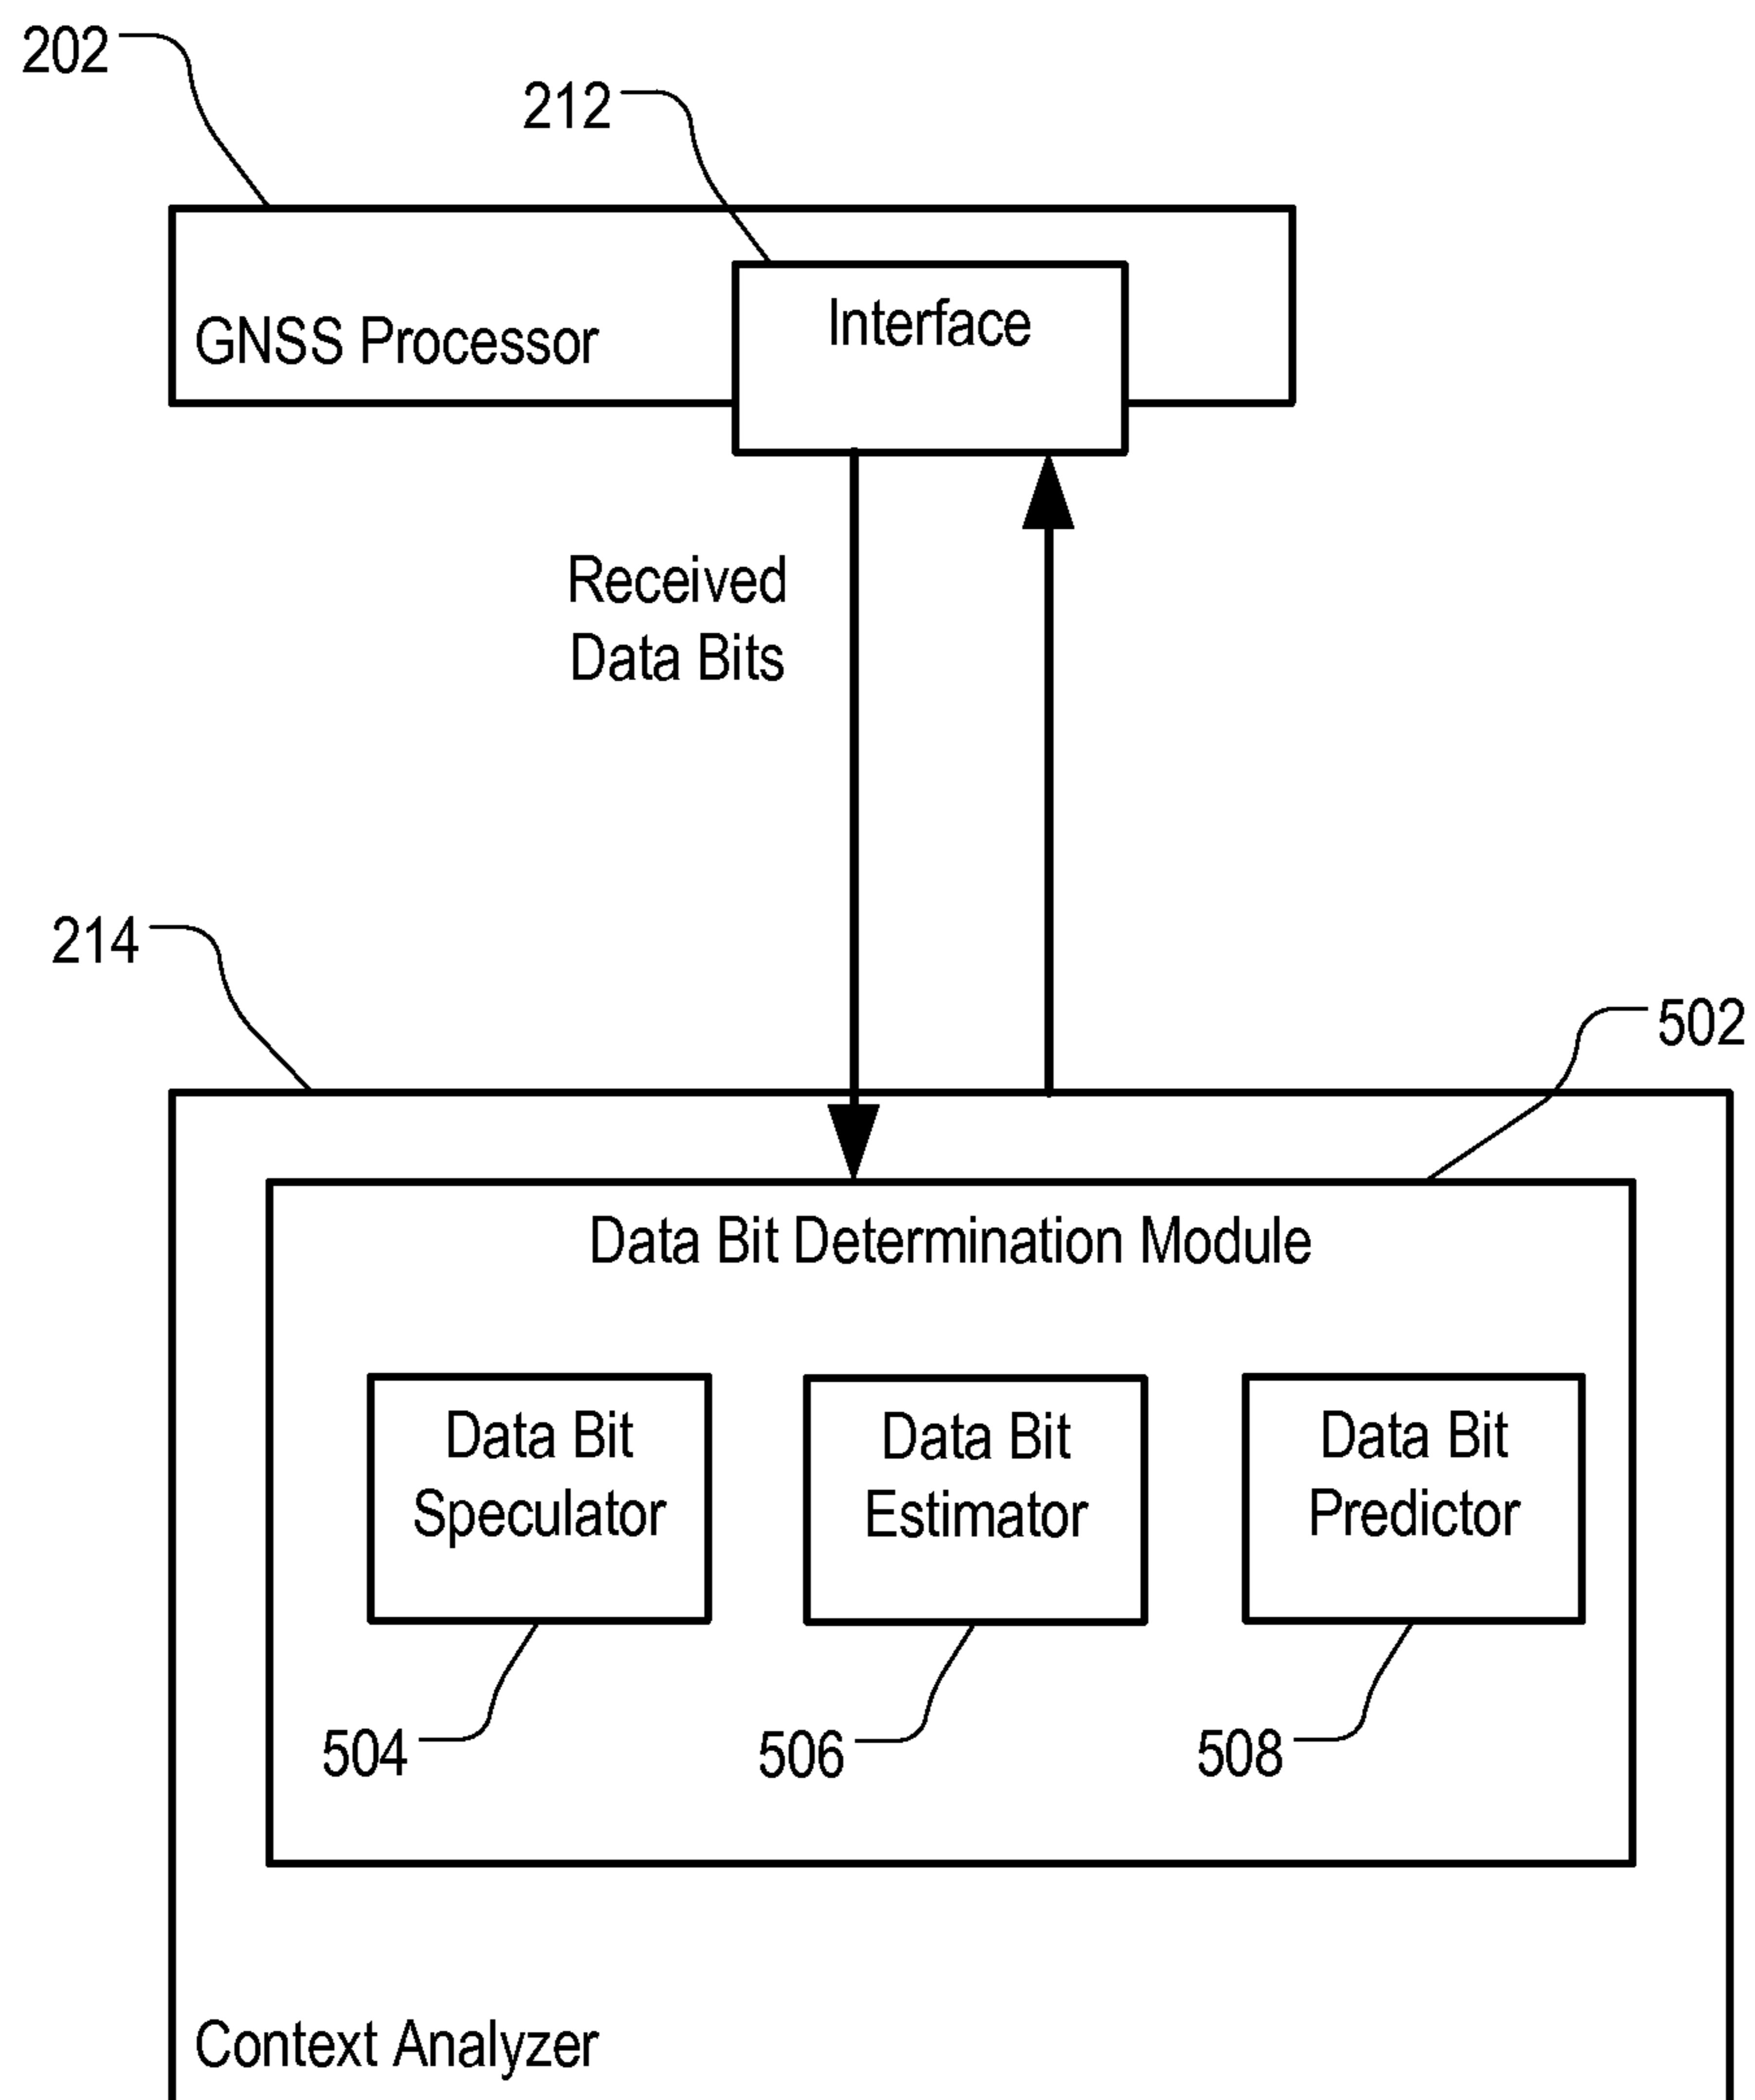 202
212
GNSS Processor
Interface
Received
Data Bits
214
502
Data Bit Determination Module
Data Bit
Speculator
Data Bit
Estimator
Data Bit
Predictor
504
506
508
Context Analyzer